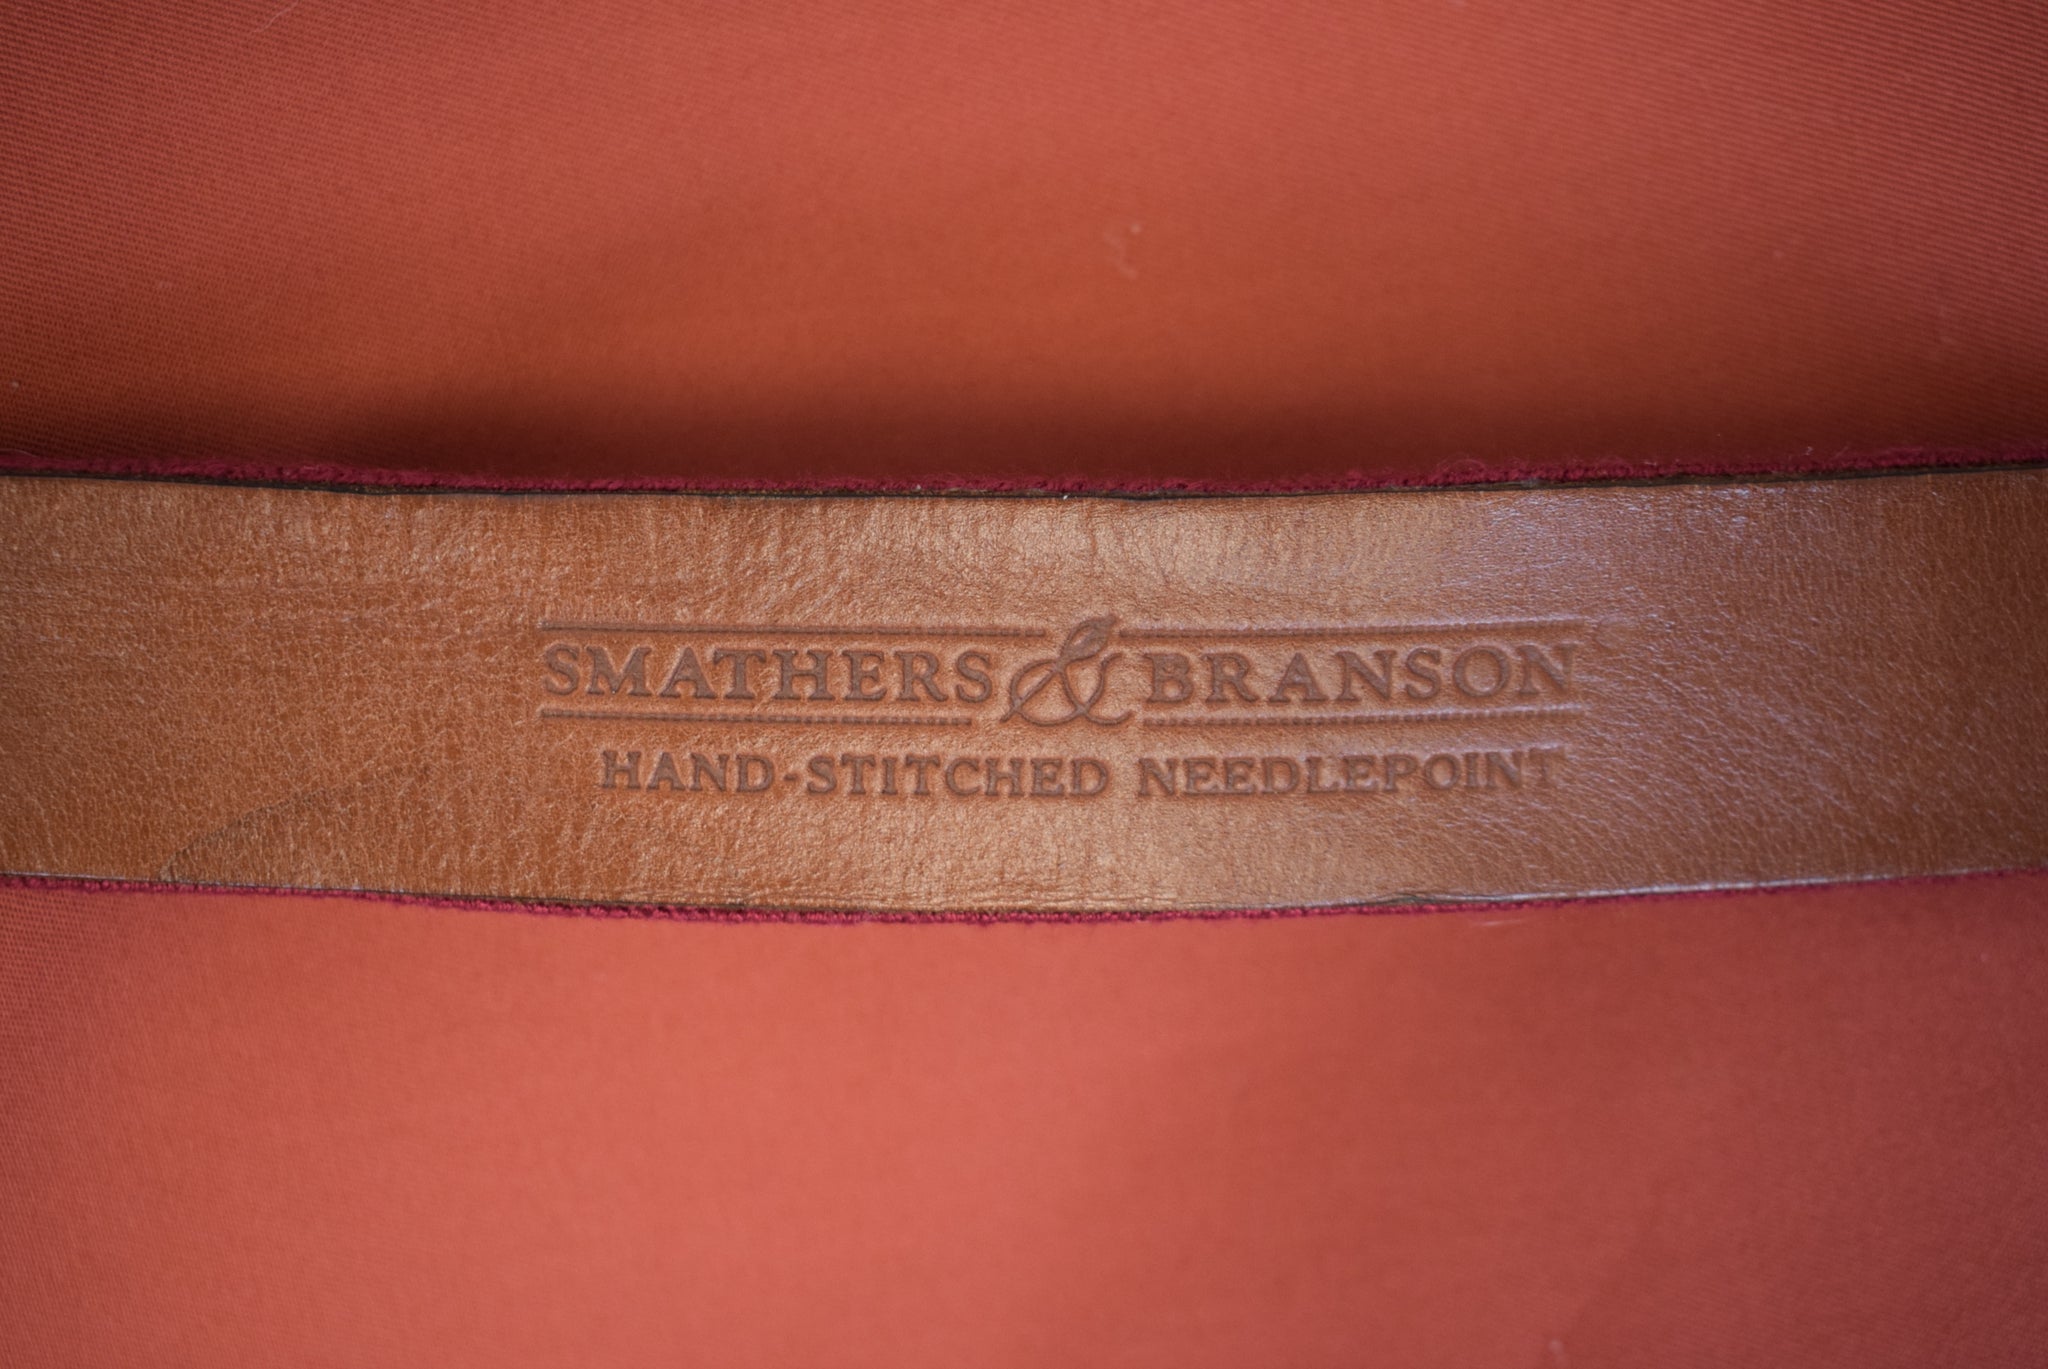 SMATHERS & BRANSON
HAND-STITCHED NEEDLEPOINT